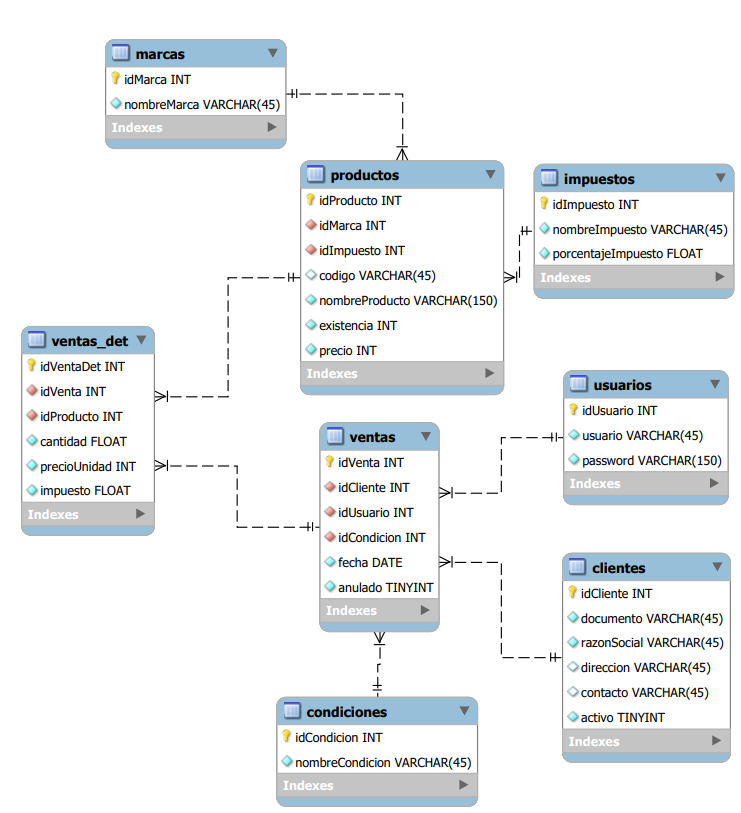 marcas
idMarca INT
nombreMarca VARCHAR(45)
Indexes
productos
idProducto INT
idMarca INT
idImpuesto INT
codigo VARCHAR(45)
nombreProducto VARCHAR(150)
existencia INT
precio INT
Indexes
impuestos
idImpuesto INT
nombreImpuesto VARCHAR(45)
porcentajeImpuesto FLOAT
Indexes
ventas_det
idVentaDet INT
idVenta INT
idProducto INT
cantidad FLOAT
precioUnidad INT
impuesto FLOAT
Indexes
ventas
idVenta INT
idCliente INT
idUsuario INT
idCondicion INT
fecha DATE
anulado TINYINT
Indexes
usuarios
idUsuario INT
usuario VARCHAR(45)
password VARCHAR(150)
Indexes
clientes
idCliente INT
documento VARCHAR(45)
razonSocial VARCHAR(45)
direccion VARCHAR(45)
contacto VARCHAR(45)
activo TINYINT
Indexes
condiciones
idCondicion INT
nombreCondicion VARCHAR(45)
Indexes